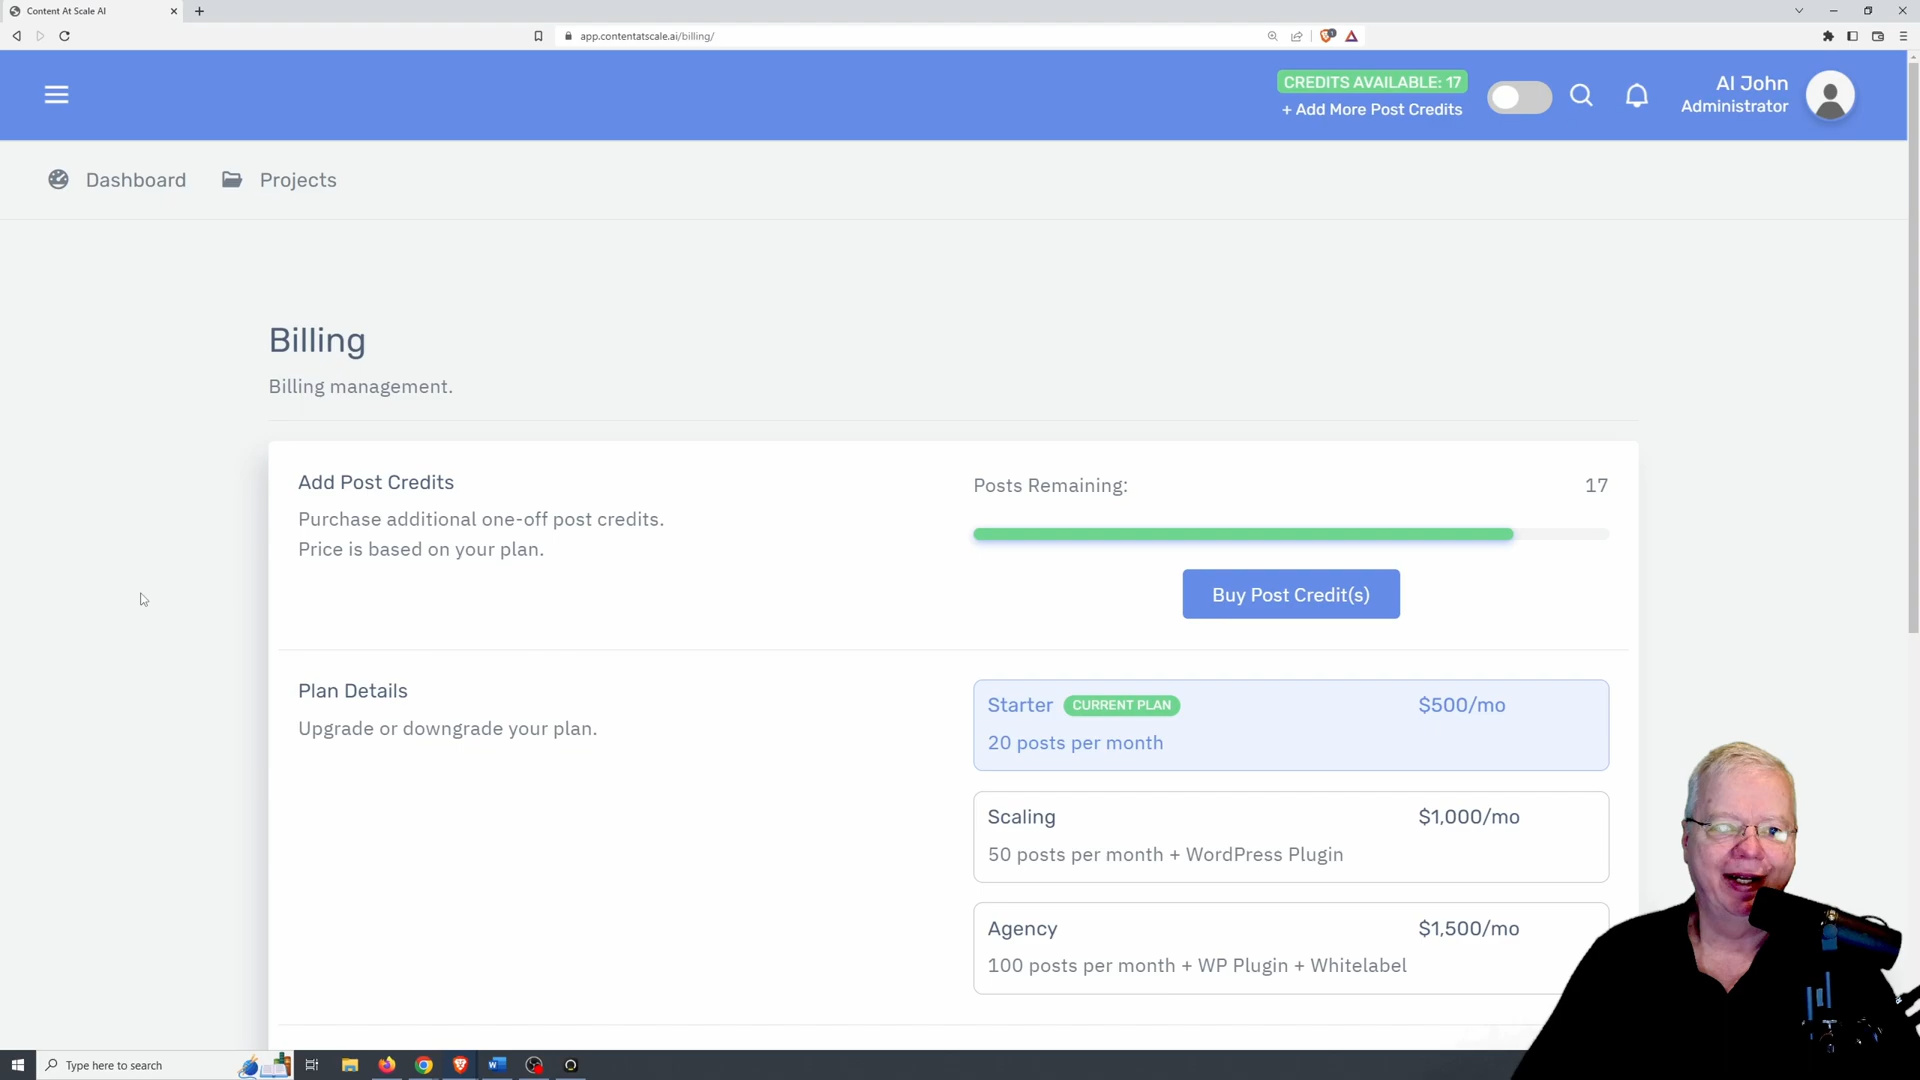 Content At Scale AI
app.contentatscale.ai/billing/
CREDITS AVAILABLE: 17
+ Add More Post Credits
AI John
Administrator
Dashboard
Projects
Billing
Billing management.
Add Post Credits
Purchase additional one-off post credits.
Price is based on your plan.
Posts Remaining:
17
Buy Post Credit(s)
Plan Details
Upgrade or downgrade your plan.
Starter
CURRENT PLAN
$500/mo
20 posts per month
Scaling
$1,000/mo
50 posts per month + WordPress Plugin
Agency
$1,500/mo
100 posts per month + WP Plugin + Whitelabel
Type here to search